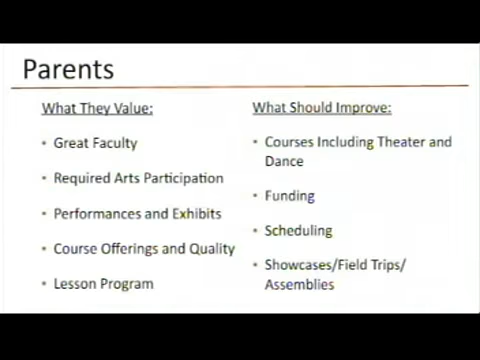 Parents
What They Value:
• Great Faculty
• Required Arts Participation
• Performances and Exhibits
• Course Offerings and Quality
• Lesson Program
What Should Improve:
• Courses Including Theater and
Dance
• Funding
• Scheduling
• Showcases/Field Trips/
Assemblies